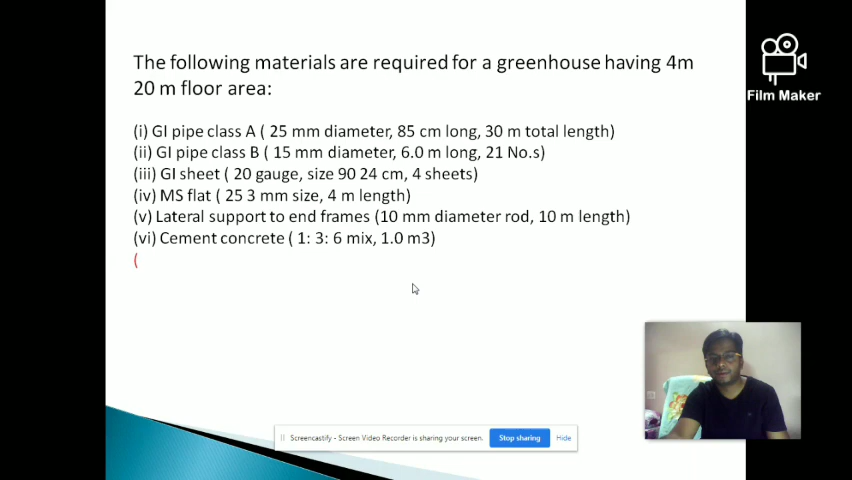 The following materials are required for a greenhouse having 4m
20 m floor area:
(i) GI pipe class A ( 25 mm diameter, 85 cm long, 30 m total length)
(ii) GI pipe class B ( 15 mm diameter, 6.0 m long, 21 No.s)
(iii) GI sheet ( 20 gauge, size 90 24 cm, 4 sheets)
(iv) MS flat ( 25 3 mm size, 4 m length)
(v) Lateral support to end frames (10 mm diameter rod, 10 m length)
(vi) Cement concrete ( 1: 3: 6 mix, 1.0 m3)
(
Film Maker
Screencastify - Screen Video Recorder is sharing your screen. Stop sharing Hide